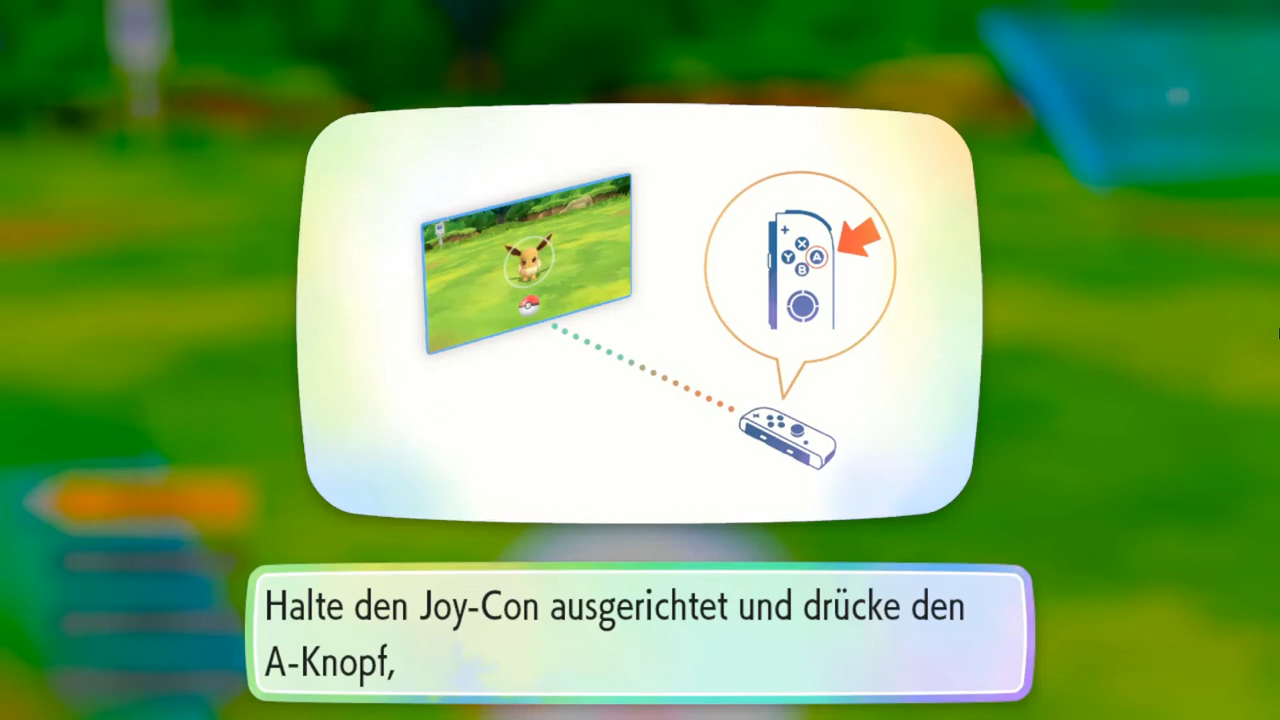 +
X
Y
A
B
Halte den Joy-Con ausgerichtet und drücke den
A-Knopf,